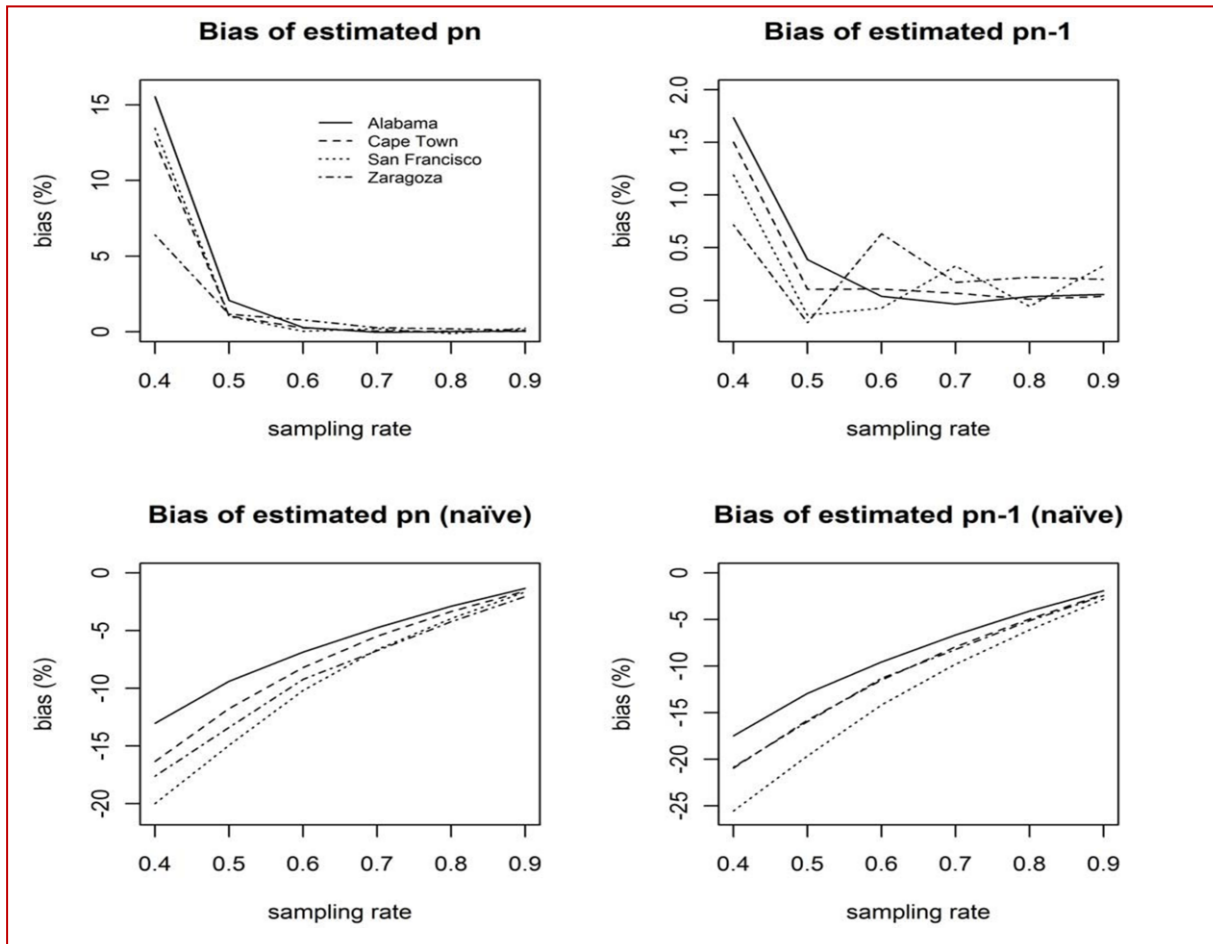 Bias of estimated pn
bias (%)
15
10
5
0
Alabama
Cape Town
San Francisco
Zaragoza
0.4 0.5 0.6 0.7 0.8 0.9
sampling rate
Bias of estimated pn-1
bias (%)
2.0
1.5
1.0
0.5
0.0
0.4 0.5 0.6 0.7 0.8 0.9
sampling rate
Bias of estimated pn (naïve)
bias (%)
0
-5
-10
-15
-20
0.4 0.5 0.6 0.7 0.8 0.9
sampling rate
Bias of estimated pn-1 (naïve)
bias (%)
0
-5
-10
-15
-20
-25
0.4 0.5 0.6 0.7 0.8 0.9
sampling rate